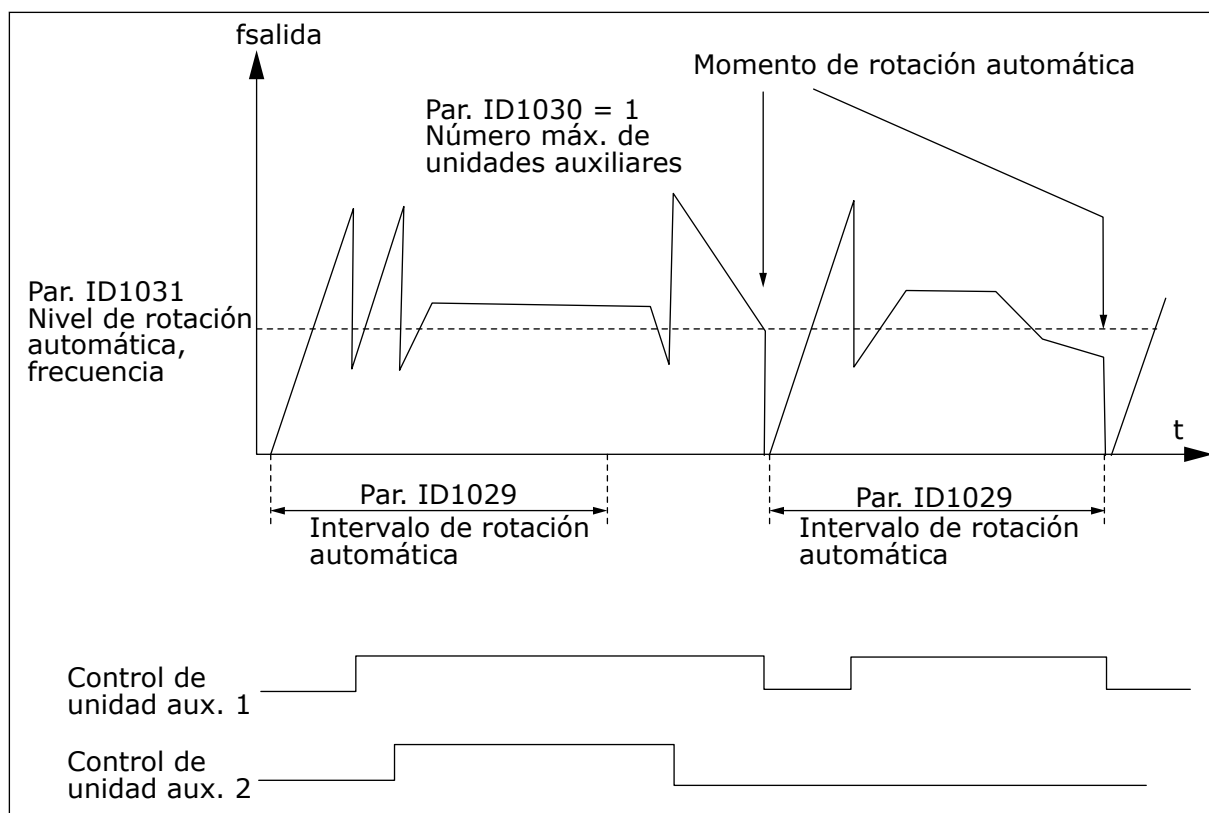 fsalida
Momento de rotación automática
Par. ID1030 = 1
Número máx. de
unidades auxiliares
Par. ID1031
Nivel de rotación
automática,
frecuencia
t
Par. ID1029
Intervalo de rotación
automática
Par. ID1029
Intervalo de rotación
automática
Control de
unidad aux. 1
Control de
unidad aux. 2